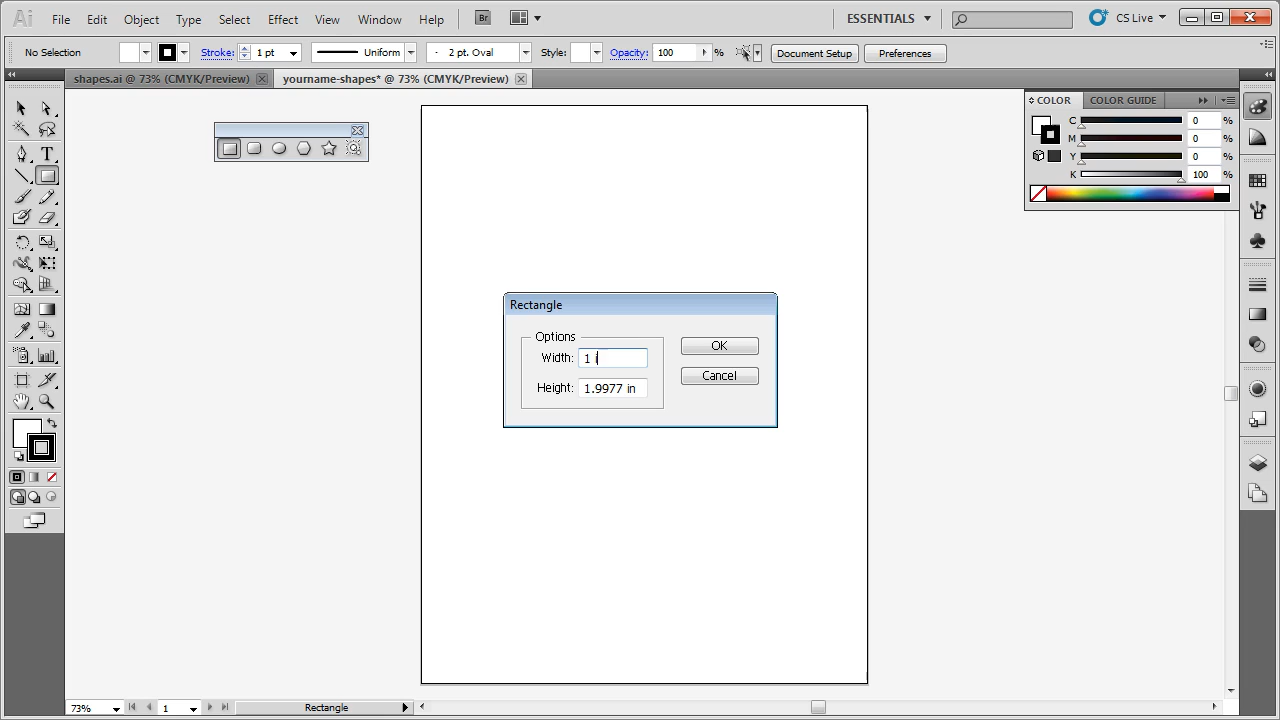 Ai File Edit Object Type Select Effect View Window Help Br ESSENTIALS CS Live
No Selection Stroke: 1 pt Uniform 2 pt. Oval Style: Opacity: 100 % Document Setup Preferences
shapes.ai @ 73% (CMYK/Preview) yourname-shapes* @ 73% (CMYK/Preview)
COLOR COLOR GUIDE
C 0 %
M 0 %
Y 0 %
K 100 %
T
Rectangle
Options
Width: 1 i
Height: 1.9977 in
OK
Cancel
73% 1 Rectangle